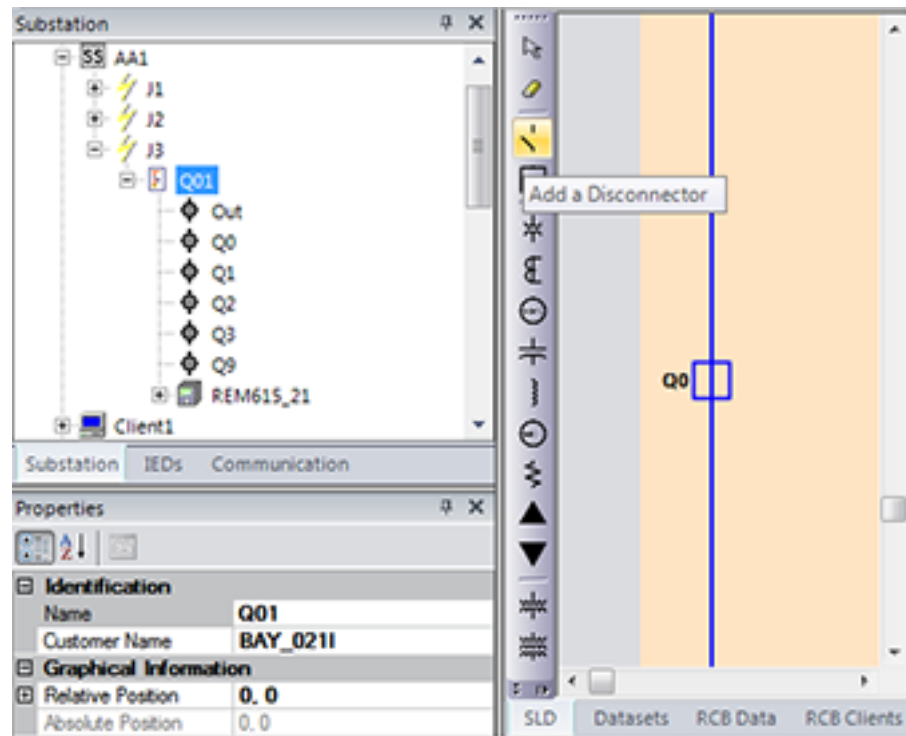 Substation
SS AA1
J1
J2
J3
Q01
Out
Q0
Q1
Q2
Q3
Q9
REM615_21
Client1
Substation IEDs Communication
Properties
Identification
Name Q01
Customer Name BAY_021I
Graphical Information
Relative Position 0, 0
Absolute Position 0, 0
Add a Disconnector
Q0
SLD Datasets RCB Data RCB Clients